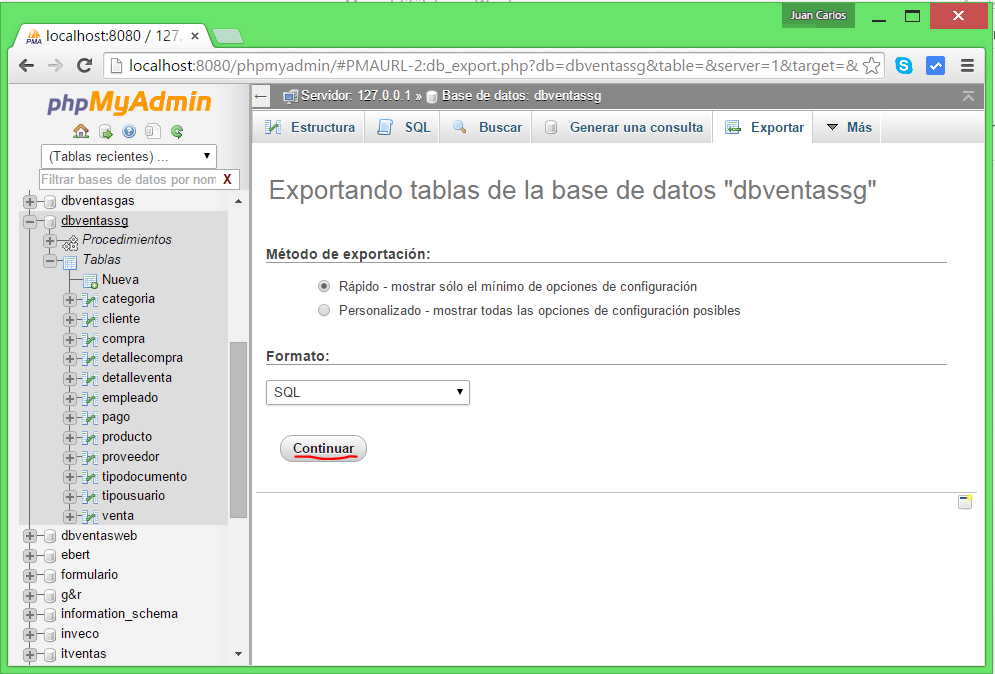 Juan Carlos
PMA localhost:8080 / 127.
localhost:8080/phpmyadmin/#PMAURL-2:db_export.php?db=dbventassg&table=&server=1&target=&
phpMyAdmin
Servidor: 127.0.0.1 » Base de datos: dbventassg
Estructura SQL Buscar Generar una consulta Exportar Más
(Tablas recientes) ...
Filtrar bases de datos por nom X
dbventasgas
dbventassg
Procedimientos
Tablas
Nueva
categoria
cliente
compra
detallecompra
detalleventa
empleado
pago
producto
proveedor
tipodocumento
tipousuario
venta
dbventasweb
ebert
formulario
g&r
information_schema
inveco
itventas
Exportando tablas de la base de datos "dbventassg"
Método de exportación:
Rápido - mostrar sólo el mínimo de opciones de configuración
Personalizado - mostrar todas las opciones de configuración posibles
Formato:
SQL
Continuar